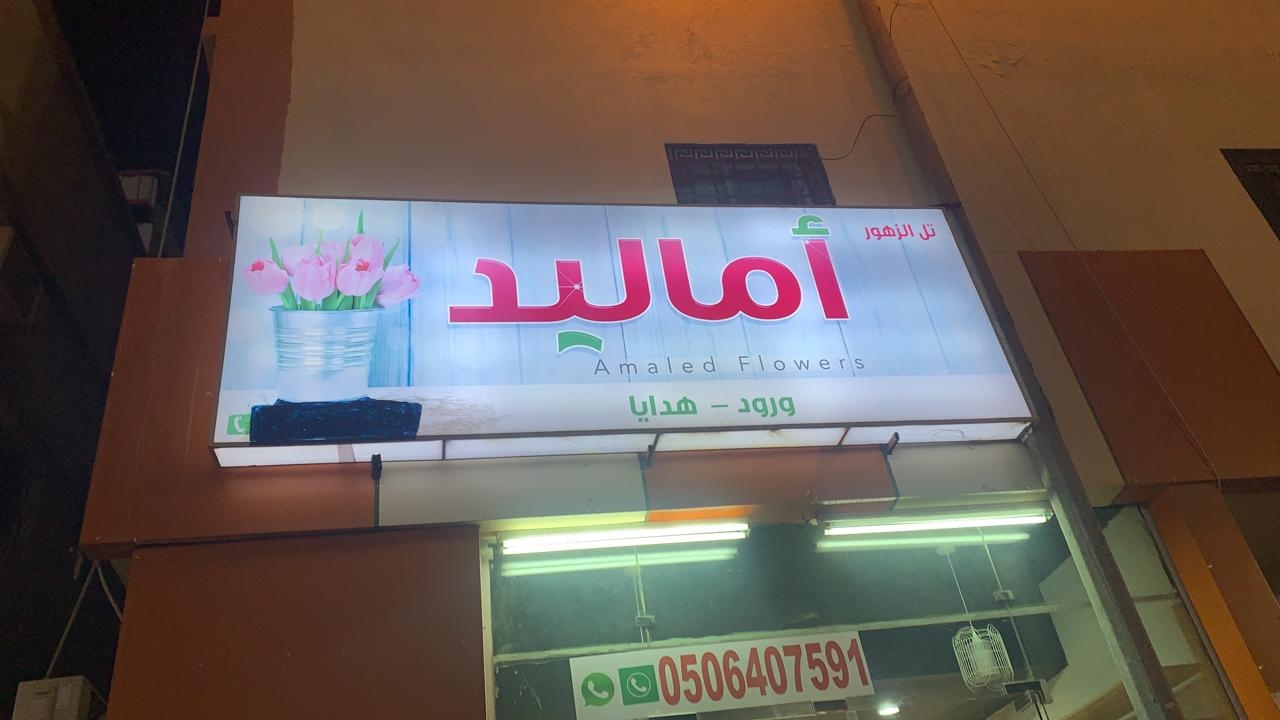 تل الزهور
أماليد
Amaled Flowers
ورود - هدايا
0506407591